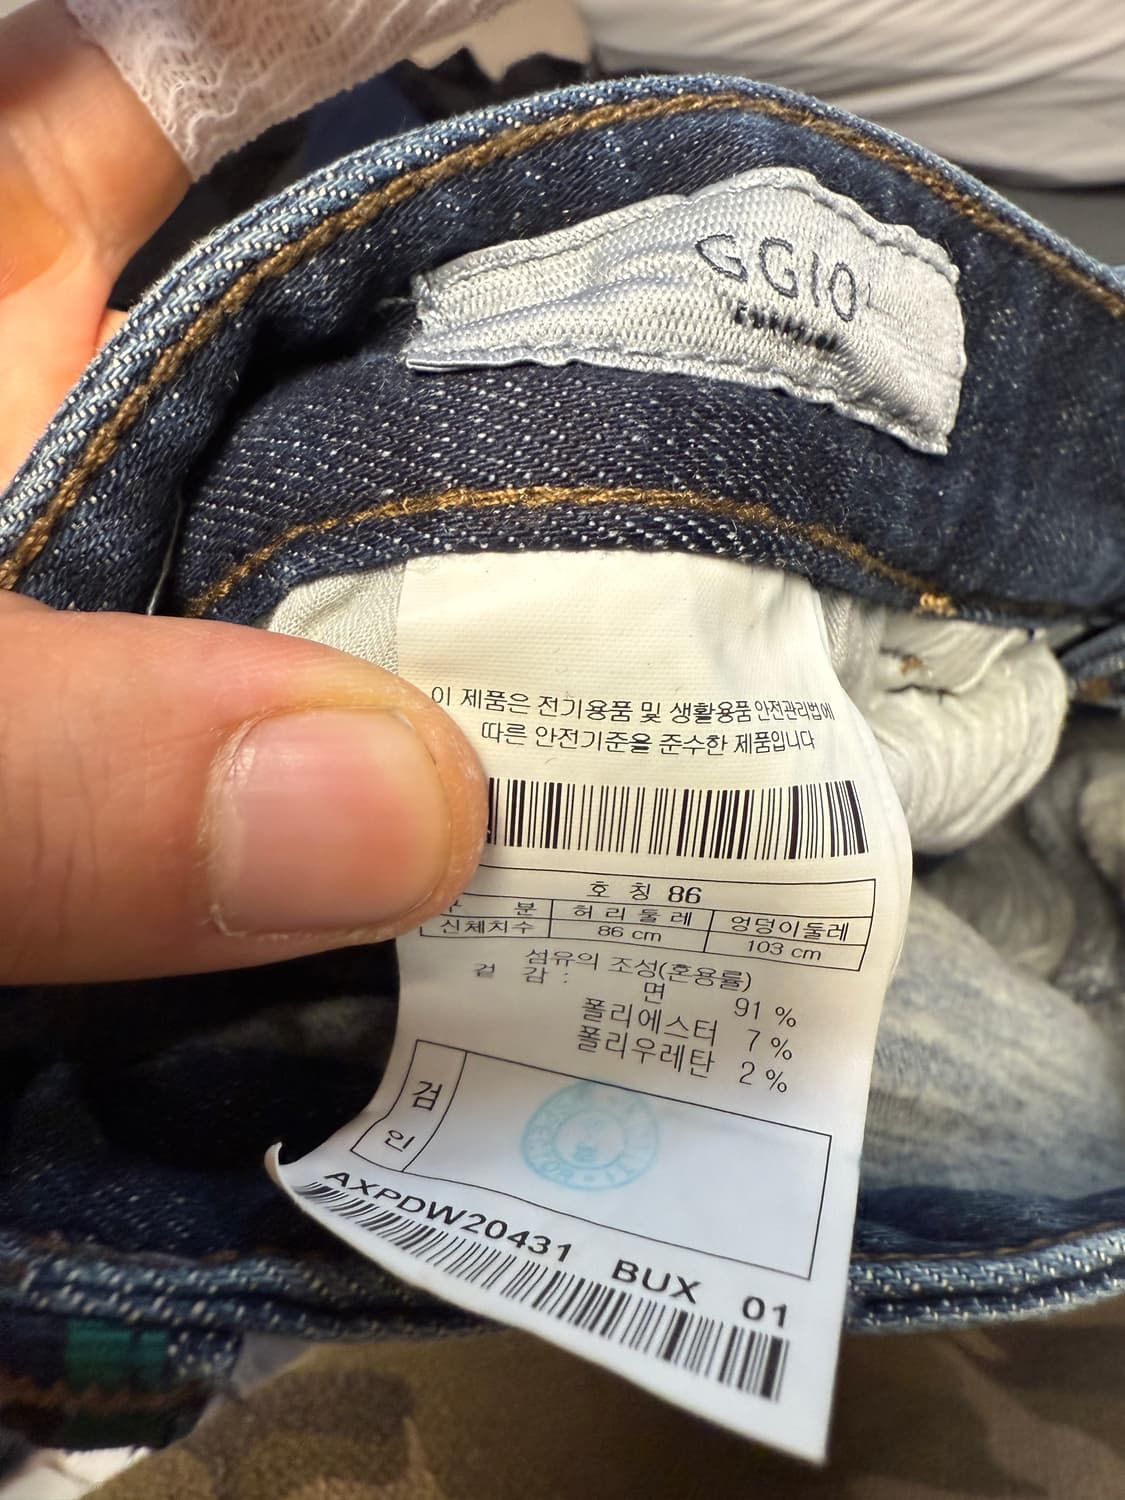 GGIO
이 제품은 전기용품 및 생활용품 안전관리법에
따른 안전기준을 준수한 제품입니다
호 칭 86
분 허리둘레 엉덩이둘레
신체치수 86 cm 103 cm
섬유의 조성(혼용률)
겉 감 : 면 91 %
폴리에스터 7 %
폴리우레탄 2 %
검인
AXPDW20431 BUX 01